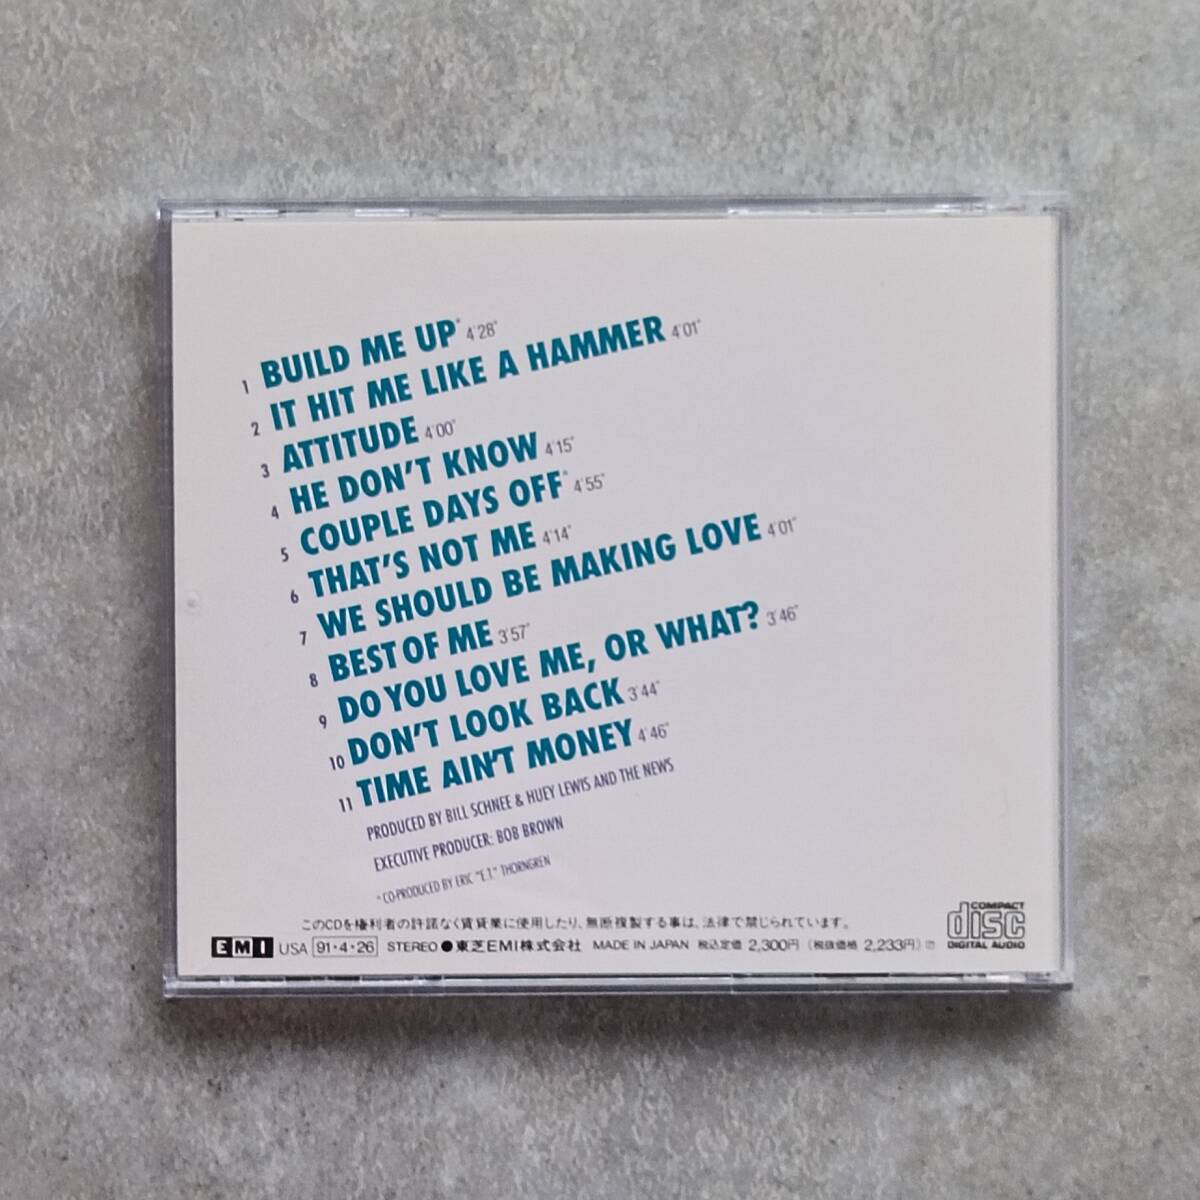 1 BUILD ME UP* 4'28"
2 IT HIT ME LIKE A HAMMER 4'01"
3 ATTITUDE 4'00"
4 HE DON'T KNOW 4'15"
5 COUPLE DAYS OFF* 4'55"
6 THAT'S NOT ME 4'14"
7 WE SHOULD BE MAKING LOVE 4'01"
8 BEST OF ME 3'57"
9 DO YOU LOVE ME, OR WHAT? 3'46"
10 DON'T LOOK BACK 3'44"
11 TIME AIN'T MONEY 4'46"
PRODUCED BY BILL SCHNEE & HUEY LEWIS AND THE NEWS
EXECUTIVE PRODUCER: BOB BROWN
*CO-PRODUCED BY ERIC "E.T." THORNGREN
このCDを権利者の許諾なく賃貸業に使用したり、無断複製する事は、法律で禁じられています。
EMI USA 91・4・26 STEREO ●東芝EMI株式会社 MADE IN JAPAN 税込定価 2,300円 (税抜価格 2,233円)
COMPACT
disc
DIGITAL AUDIO